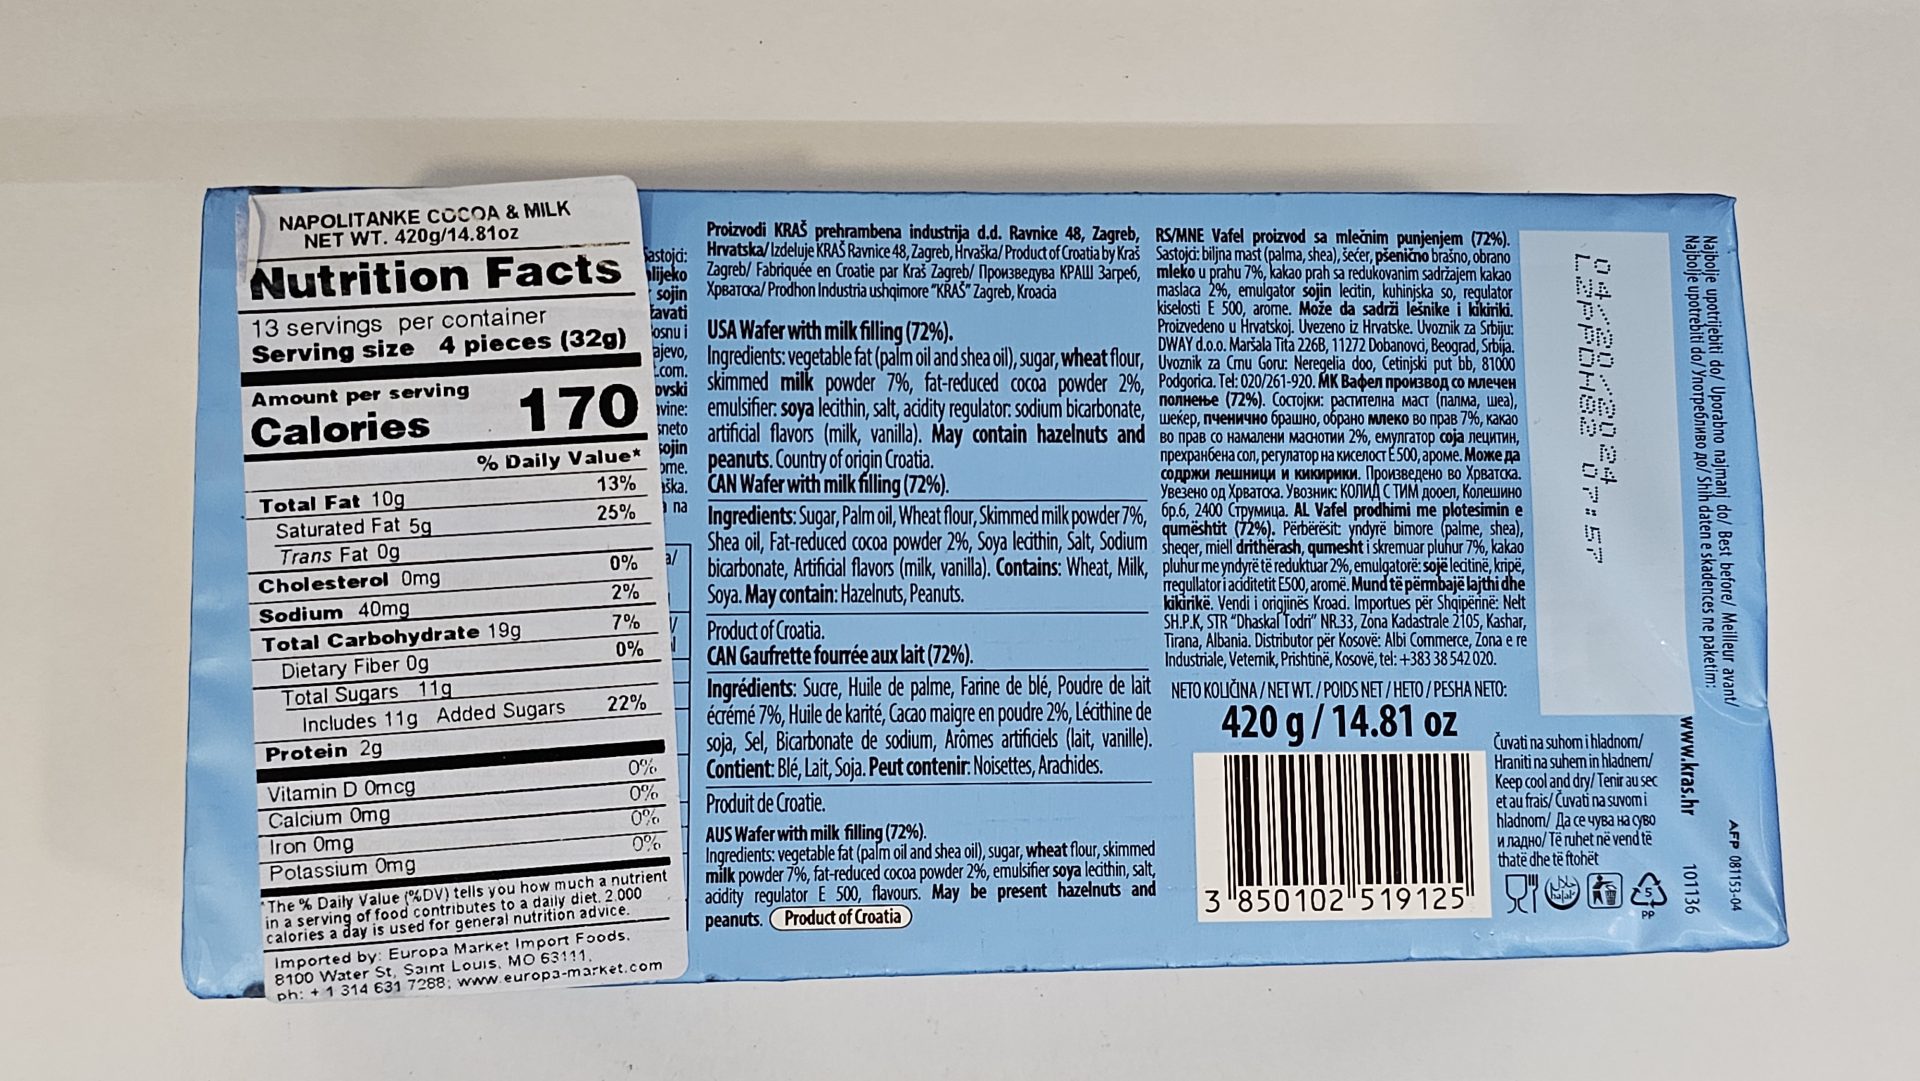 NAPOLITANKE COCOA & MILK
NET WT. 420g/14.81oz
Nutrition Facts
13 servings per container
Serving size 4 pieces (32g)
Amount per serving
Calories 170
% Daily Value*
Total Fat 10g 13%
Saturated Fat 5g 25%
Trans Fat 0g
Cholesterol 0mg 0%
Sodium 40mg 2%
Total Carbohydrate 19g 7%
Dietary Fiber 0g 0%
Total Sugars 11g
Includes 11g Added Sugars 22%
Protein 2g
Vitamin D 0mcg 0%
Calcium 0mg 0%
Iron 0mg 0%
Potassium 0mg 0%
*The % Daily Value (%DV) tells you how much a nutrient
in a serving of food contributes to a daily diet. 2.000
calories a day is used for general nutrition advice.
Imported by: Europa Market Import Foods.
8100 Water St, Saint Louis, MO 63111.
ph: + 1 314 631 7288; www.europa-market.com
sojin
sojin
na
Proizvodi KRAŠ prehrambena industrija d.d. Ravnice 48, Zagreb,
Hrvatska/ Izdeluje KRAŠ Ravnice 48, Zagreb, Hrvaška/ Product of Croatia by Kraš
Zagreb/ Fabriquée en Croatie par Kraš Zagreb/ Произведува КРАШ Загреб,
Хрватска/ Prodhon Industria ushqimore "KRAŠ" Zagreb, Kroacia
USA Wafer with milk filling (72%).
Ingredients: vegetable fat (palm oil and shea oil), sugar, wheat flour,
skimmed milk powder 7%, fat-reduced cocoa powder 2%,
emulsifier: soya lecithin, salt, acidity regulator: sodium bicarbonate,
artificial flavors (milk, vanilla). May contain hazelnuts and
peanuts. Country of origin Croatia.
CAN Wafer with milk filling (72%).
Ingredients: Sugar, Palm oil, Wheat flour, Skimmed milk powder 7%,
Shea oil, Fat-reduced cocoa powder 2%, Soya lecithin, Salt, Sodium
bicarbonate, Artificial flavors (milk, vanilla). Contains: Wheat, Milk,
Soya. May contain: Hazelnuts, Peanuts.
Product of Croatia.
CAN Gaufrette fourrée aux lait (72%).
Ingrédients: Sucre, Huile de palme, Farine de blé, Poudre de lait
écrémé 7%, Huile de karité, Cacao maigre en poudre 2%, Lécithine de
soja, Sel, Bicarbonate de sodium, Arômes artificiels (lait, vanille).
Contient: Blé, Lait, Soja. Peut contenir: Noisettes, Arachides.
Produit de Croatie.
AUS Wafer with milk filling (72%).
Ingredients: vegetable fat (palm oil and shea oil), sugar, wheat flour, skimmed
milk powder 7%, fat-reduced cocoa powder 2%, emulsifier soya lecithin, salt,
acidity regulator E 500, flavours. May be present hazelnuts and
peanuts. Product of Croatia
RS/MNE Vafel proizvod sa mlečnim punjenjem (72%).
Sastojci: biljna mast (palma, shea), šećer, pšenično brašno, obrano
mleko u prahu 7%, kakao prah sa redukovanim sadržajem kakao
maslaca 2%, emulgator sojin lecitin, kuhinjska so, regulator
kiselosti E 500, arome. Može da sadrži lešnike i kikiriki.
Proizvedeno u Hrvatskoj. Uvezeno iz Hrvatske. Uvoznik za Srbiju:
DWAY d.o.o. Maršala Tita 226B, 11272 Dobanovci, Beograd, Srbija.
Uvoznik za Crnu Goru: Neregelia doo, Cetinjski put bb, 81000
Podgorica. Tel: 020/261-920. МК Вафел производ со млечен
полнење (72%). Состојки: растителна маст (палма, шеа),
шеќер, пченично брашно, обрано млеко во прав 7%, какао
во прав со намалени маснотии 2%, емулгатор соја лецитин,
прехранбена сол, регулатор на киселост E 500, ароме. Може да
содржи лешници и кикирики. Произведено во Хрватска.
Увезено од Хрватска. Увозник: КОЛИД С ТИМ дооел, Колешино
бр.6, 2400 Струмица. AL Vafel prodhimi me plotesimin e
qumështit (72%). Përbërësit: yndyrë bimore (palme, shea),
sheqer, miell drithërash, qumesht i skremuar pluhur 7%, kakao
pluhur me yndyrë të reduktuar 2%, emulgatorë: sojë lecitinë, kripë,
rregullator i aciditetit E500, aromë. Mund të përmbajë lajthi dhe
kikirikë. Vendi i origjinës Kroaci. Importues për Shqipërinë: Nelt
SH.P.K, STR "Dhaskal Todri" NR.33, Zona Kadastrale 2105, Kashar,
Tirana, Albania. Distributor për Kosovë: Albi Commerce, Zona e re
Industriale, Veternik, Prishtinë, Kosovë, tel: +383 38 542 020.
NETO KOLIČINA / NET WT. / POIDS NET / НЕТО / PESHA NETO:
420 g / 14.81 oz
3 850102 519125
04/20/2024
07:57
Najbolje upotrijebiti do/ Uporabno najmanj do/ Best before/ Meilleur avant/
Najbolje upotrebiti do/ Употребливо до/ Shih daten e skadences ne paketim:
Čuvati na suhom i hladnom/
Hraniti na suhem in hladnem/
Keep cool and dry/ Tenir au sec
et au frais/ Čuvati na suvom i
hladnom/ Да се чува на суво
и ладно/ Të ruhet në vend të
thatë dhe të ftohët
halal
5
PP
www.kras.hr
101136
AFP 081153-04